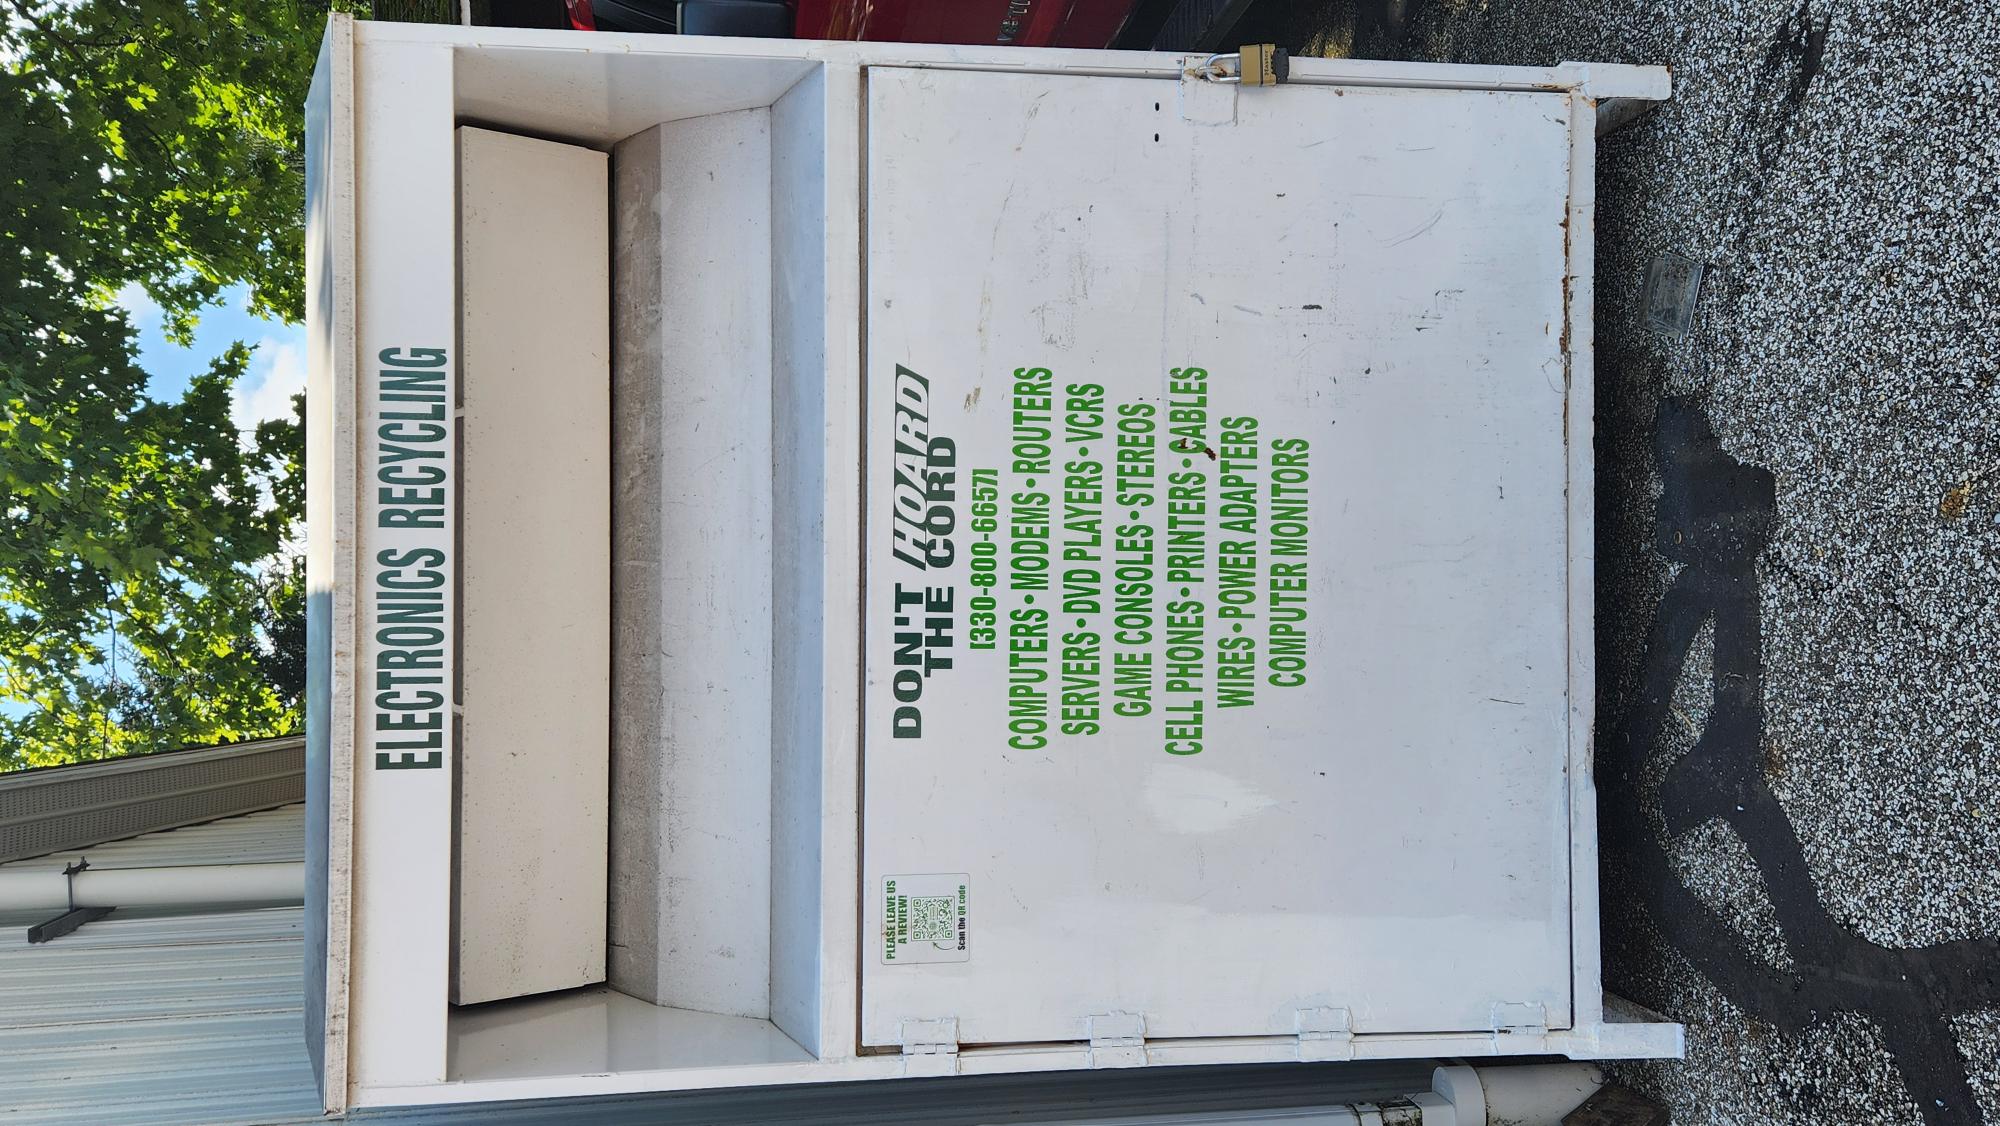 ELECTRONICS RECYCLING
DON'T HOARD
THE CORD
[330-800-6657]
COMPUTERS • MODEMS • ROUTERS
SERVERS • DVD PLAYERS • VCRS
GAME CONSOLES • STEREOS
CELL PHONES • PRINTERS • CABLES
WIRES • POWER ADAPTERS
COMPUTER MONITORS
PLEASE LEAVE US
A REVIEW!
Scan the QR code